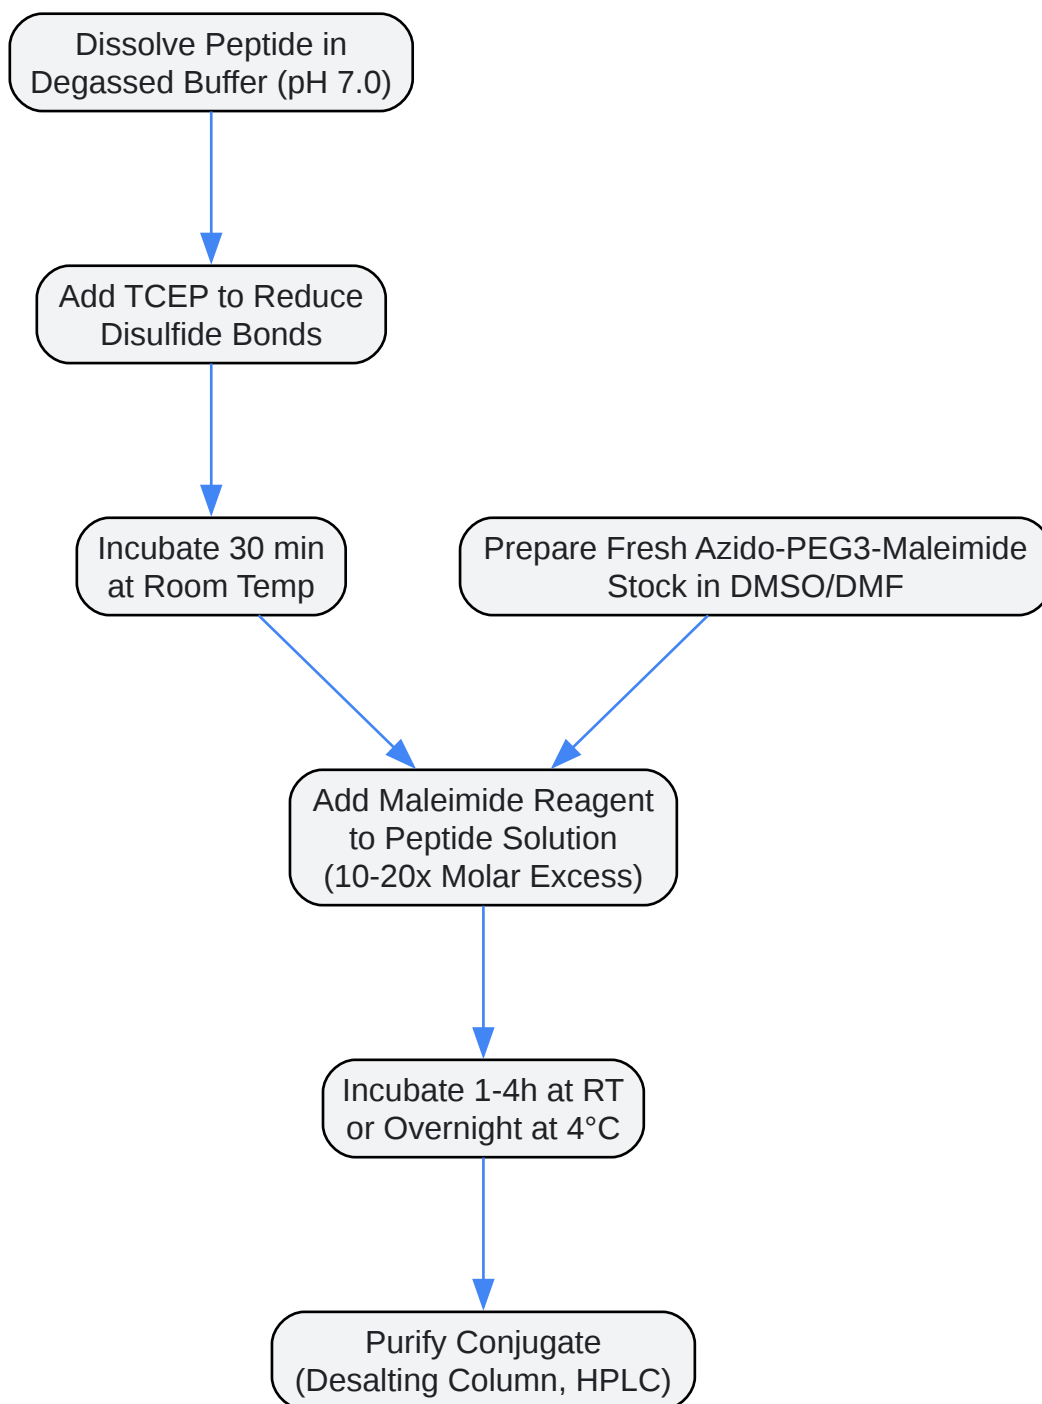 Dissolve Peptide in
Degassed Buffer (pH 7.0)
Add TCEP to Reduce
Disulfide Bonds
Incubate 30 min
at Room Temp
Prepare Fresh Azido-PEG3-Maleimide
Stock in DMSO/DMF
Add Maleimide Reagent
to Peptide Solution
(10-20x Molar Excess)
Incubate 1-4h at RT
or Overnight at 4°C
Purify Conjugate
(Desalting Column, HPLC)